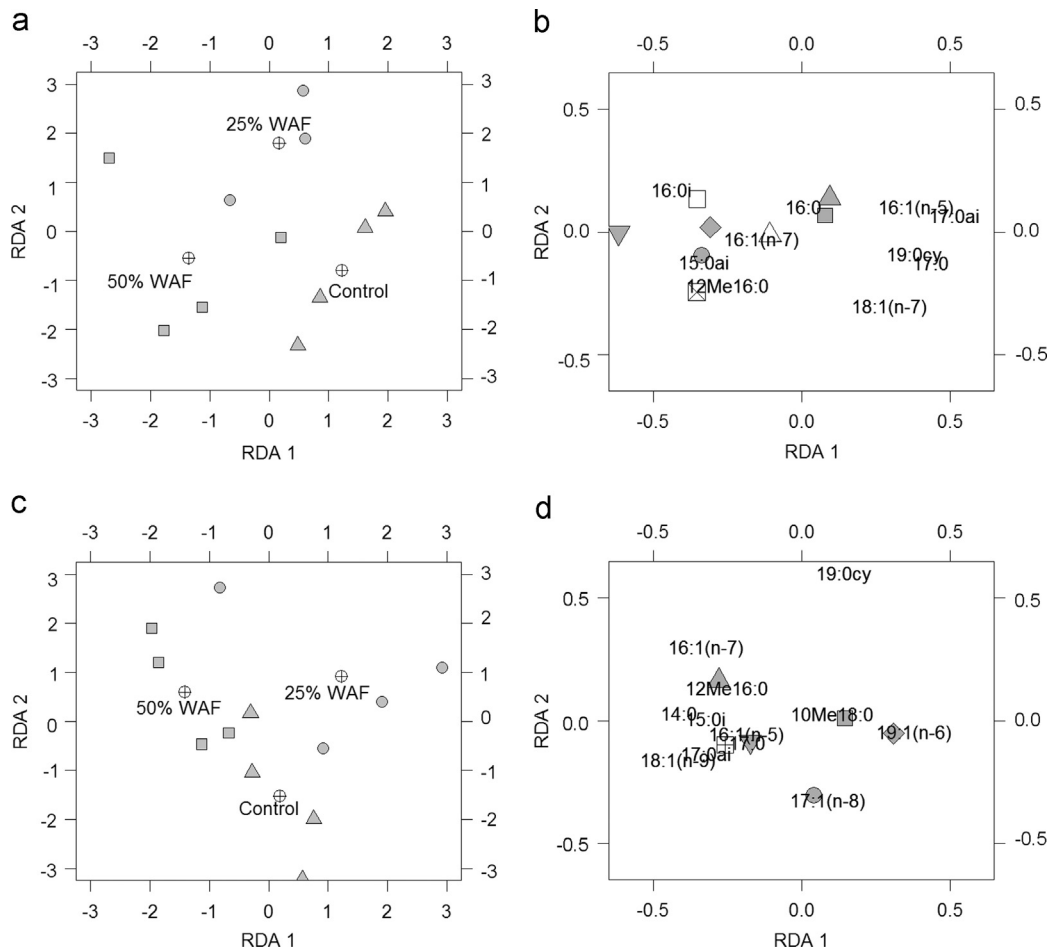 a
-3 -2 -1 0 1 2 3
3 3
25% WAF
2 2
1 1
0 0
RDA 2
50% WAF
Control
-1 -1
-2 -2
-3 -3
-3 -2 -1 0 1 2 3
RDA 1
b
-0.5 0.0 0.5
0.5 0.5
16:0i
16:0
16:1(n-5)
17:0ai
0.0 0.0
16:1(n-7)
RDA 2
15:0ai
19:0cy
17:0
12Me16:0
18:1(n-7)
-0.5 -0.5
-0.5 0.0 0.5
RDA 1
c
-3 -2 -1 0 1 2 3
3 3
2 2
1 1
50% WAF
25% WAF
0 0
RDA 2
-1 -1
Control
-2 -2
-3 -3
-3 -2 -1 0 1 2 3
RDA 1
d
-0.5 0.0 0.5
19:0cy
0.5 0.5
16:1(n-7)
12Me16:0
14:0
15:0i
10Me18:0
0.0 0.0
16:1(n-5)
19:1(n-6)
17:0
17:0ai
18:1(n-9)
RDA 2
17:1(n-8)
-0.5 -0.5
-0.5 0.0 0.5
RDA 1